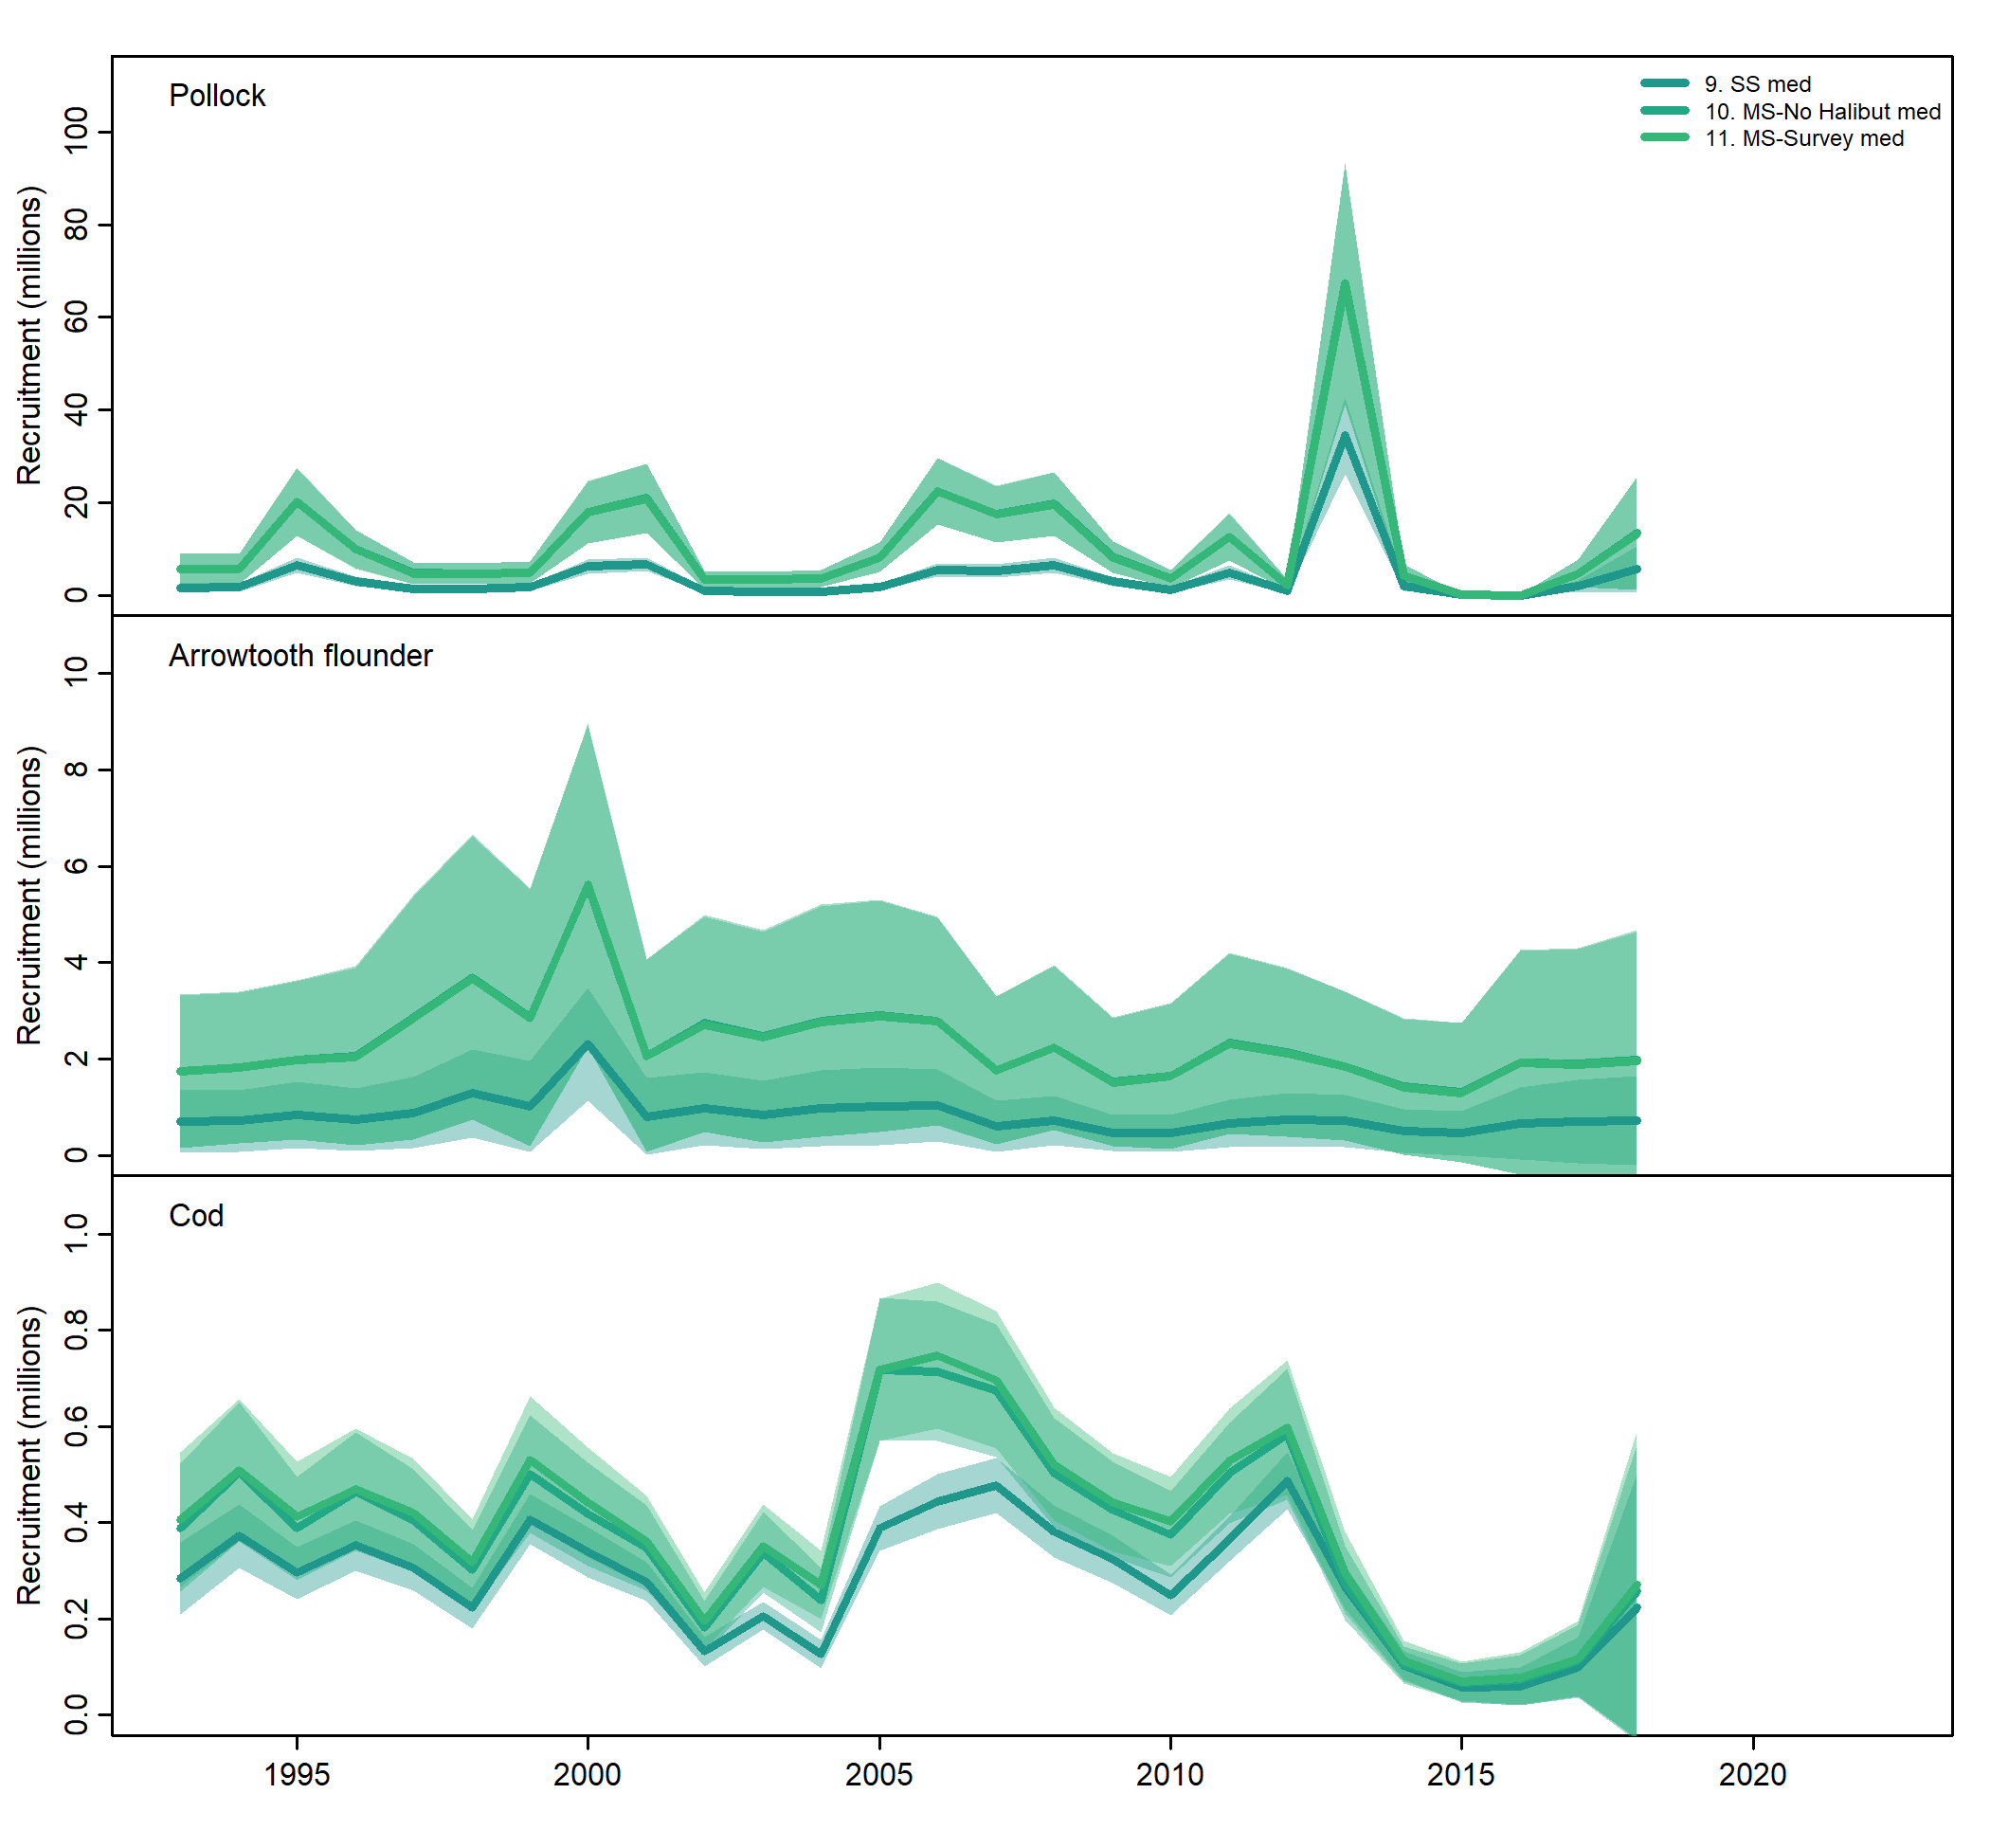 Pollock
9. SS med
10. MS-No Halibut med
11. MS-Survey med
Recruitment (millions)
100
80
60
40
20
0
Arrowtooth flounder
Recruitment (millions)
10
8
6
4
2
0
Cod
Recruitment (millions)
1.0
0.8
0.6
0.4
0.2
0.0
1995 2000 2005 2010 2015 2020